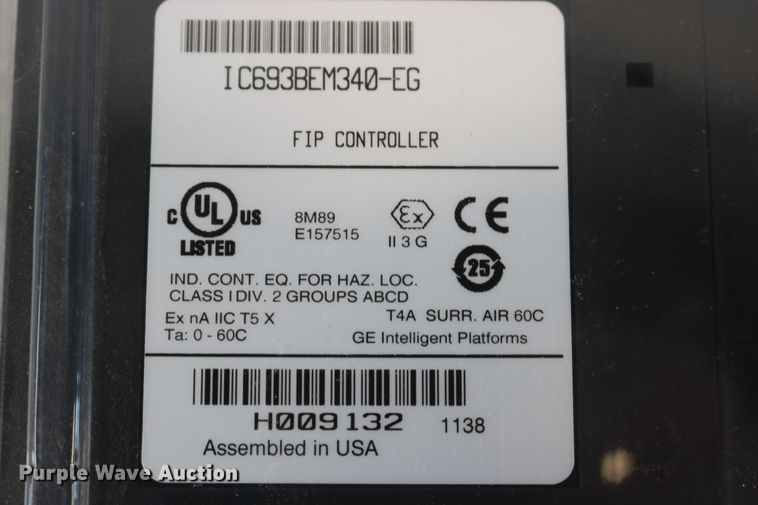 IC693BEM340-EG
FIP CONTROLLER
C UL US
LISTED
8M89
E157515
Ex
II 3 G
CE
25
IND. CONT. EQ. FOR HAZ. LOC.
CLASS I DIV. 2 GROUPS ABCD
Ex nA IIC T5 X
Ta: 0 - 60C
T4A SURR. AIR 60C
GE Intelligent Platforms
H009132 1138
Assembled in USA
Purple Wave Auction